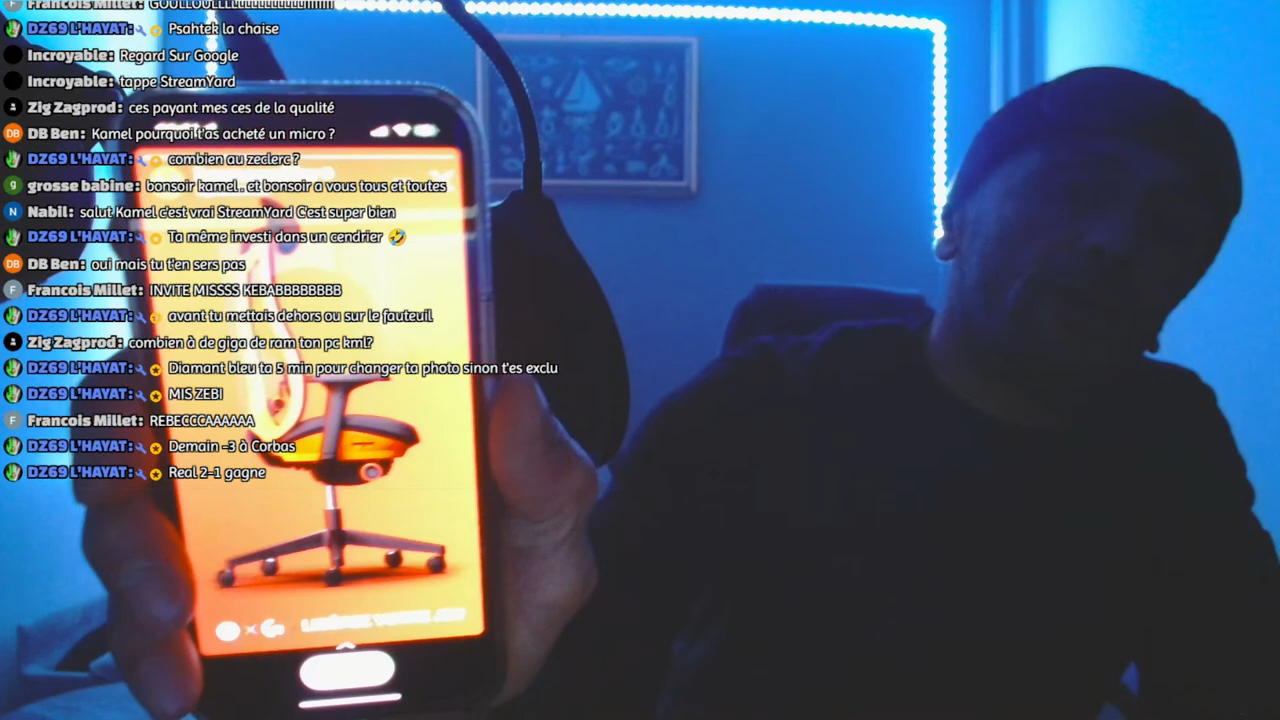 Francois Millet: GOULLOULLLLLLLLLLLLLL!!!!!!!!
DZ69 L'HAYAT: Psahtek la chaise
Incroyable: Regard Sur Google
Incroyable: tappe StreamYard
Zig Zagprod: ces payant mes ces de la qualité
DB DB Ben: Kamel pourquoi t'as acheté un micro ?
DZ69 L'HAYAT: combien au zeclerc ?
g grosse babine: bonsoir kamel . et bonsoir a vous tous et toutes
N Nabil: salut Kamel c'est vrai StreamYard C'est super bien
DZ69 L'HAYAT: Ta même investi dans un cendrier 🤣
DB DB Ben: oui mais tu t'en sers pas
F Francois Millet: INVITE MISSSS KEBABBBBBBBB
DZ69 L'HAYAT: avant tu mettais dehors ou sur le fauteuil
Zig Zagprod: combien à de giga de ram ton pc kml?
DZ69 L'HAYAT: Diamant bleu ta 5 min pour changer ta photo sinon t'es exclu
DZ69 L'HAYAT: MIS ZEBI
F Francois Millet: REBECCCAAAAAA
DZ69 L'HAYAT: Demain -3 à Corbas
DZ69 L'HAYAT: Real 2-1 gagne